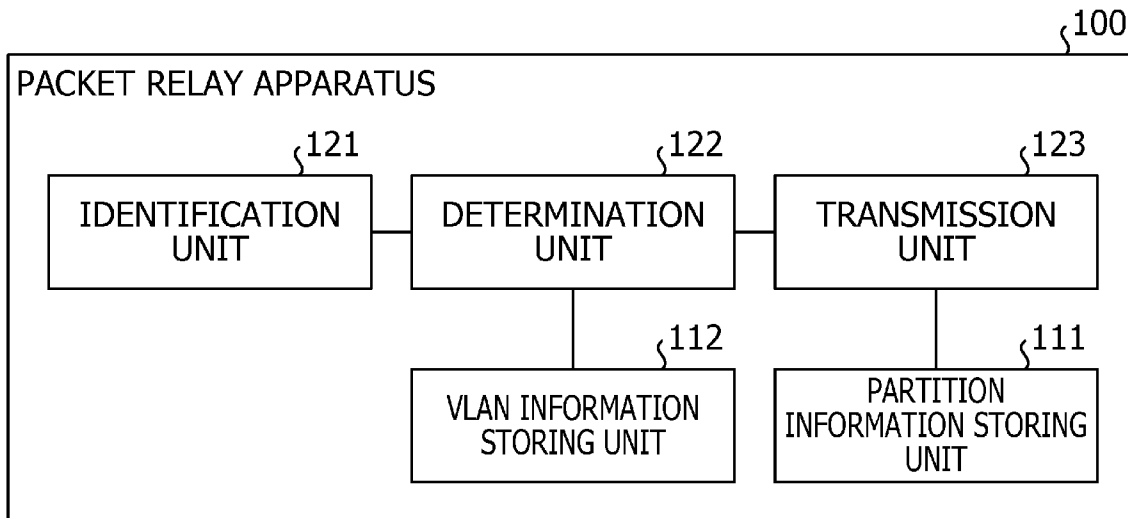 100
PACKET RELAY APPARATUS
121
122
123
IDENTIFICATION
UNIT
DETERMINATION
UNIT
TRANSMISSION
UNIT
112
111
VLAN INFORMATION
STORING UNIT
PARTITION
INFORMATION STORING
UNIT